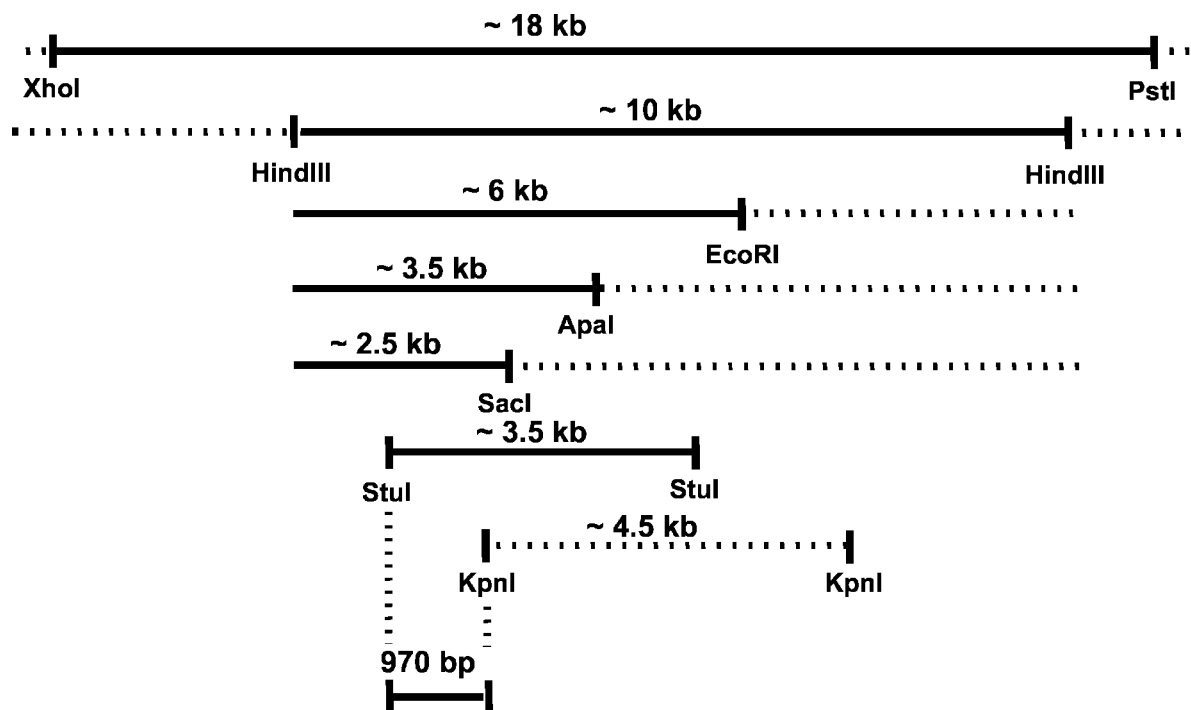 ~ 18 kb
XhoI PstI
~ 10 kb
HindIII HindIII
~ 6 kb
EcoRI
~ 3.5 kb
ApaI
~ 2.5 kb
SacI
~ 3.5 kb
StuI StuI
~ 4.5 kb
KpnI KpnI
970 bp